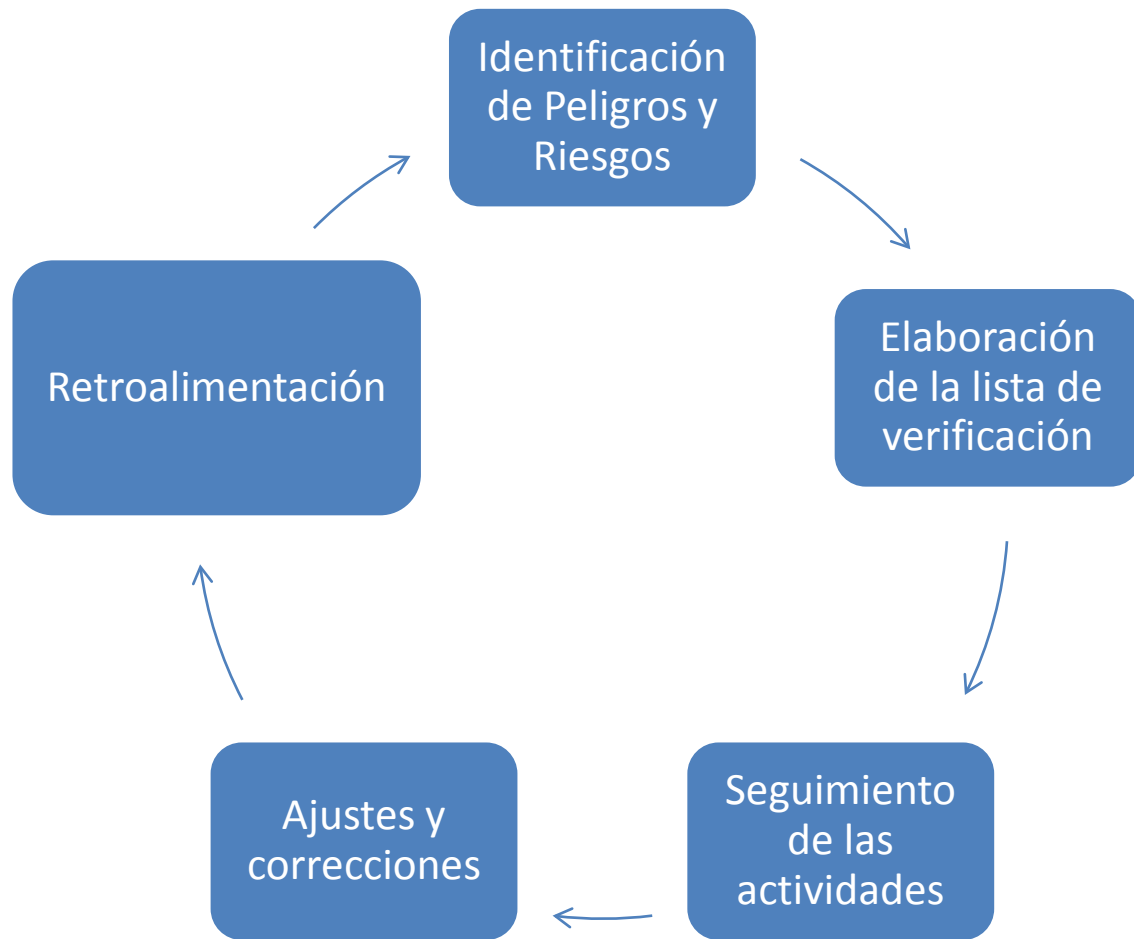 Identificación
de Peligros y
Riesgos
Elaboración
de la lista de
verificación
Seguimiento
de las
actividades
Ajustes y
correcciones
Retroalimentación